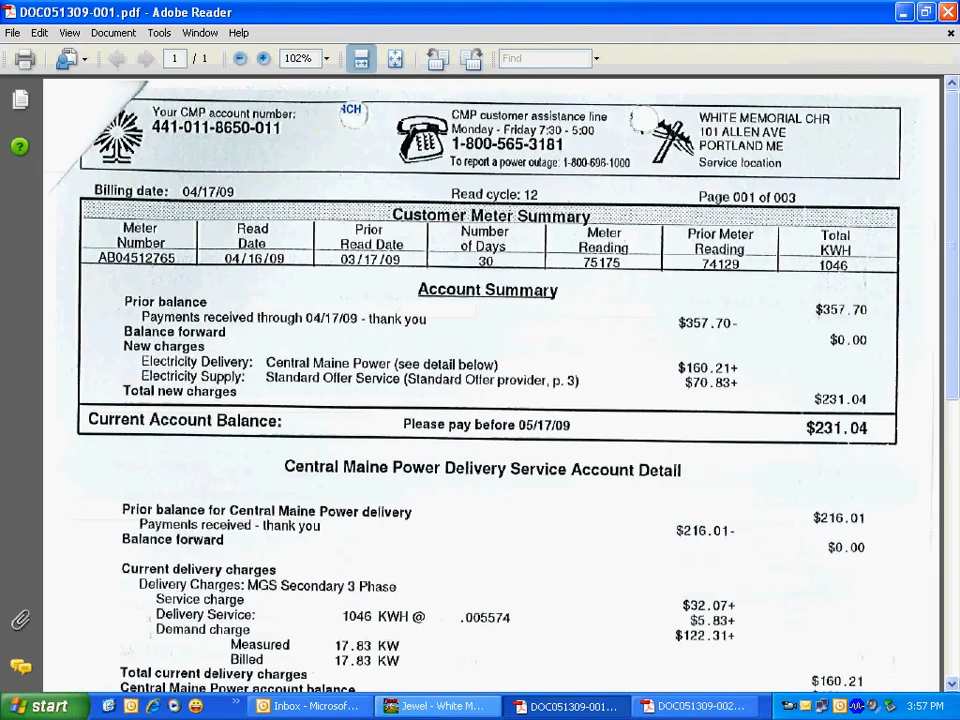 DOC051309-001.pdf - Adobe Reader
File Edit View Document Tools Window Help
1 / 1 102% Find
Your CMP account number:
441-011-8650-011
CMP customer assistance line
Monday - Friday 7:30 - 5:00
1-800-565-3181
To report a power outage: 1-800-696-1000
WHITE MEMORIAL CHR
101 ALLEN AVE
PORTLAND ME
Service location
Billing date: 04/17/09 Read cycle: 12 Page 001 of 003
Customer Meter Summary
Meter Number Read Date Prior Read Date Number of Days Meter Reading Prior Meter Reading Total KWH
AB04512765 04/16/09 03/17/09 30 75175 74129 1046
Account Summary
Prior balance $357.70
Payments received through 04/17/09 - thank you $357.70-
Balance forward $0.00
New charges
Electricity Delivery: Central Maine Power (see detail below) $160.21+
Electricity Supply: Standard Offer Service (Standard Offer provider, p. 3) $70.83+
Total new charges $231.04
Current Account Balance: Please pay before 05/17/09 $231.04
Central Maine Power Delivery Service Account Detail
Prior balance for Central Maine Power delivery $216.01
Payments received - thank you $216.01-
Balance forward $0.00
Current delivery charges
Delivery Charges: MGS Secondary 3 Phase
Service charge $32.07+
Delivery Service: 1046 KWH @ .005574 $5.83+
Demand charge $122.31+
Measured 17.83 KW
Billed 17.83 KW
Total current delivery charges $160.21
Central Maine Power account balance
start Inbox - Microsof... Jewel - White M... DOC051309-001... DOC051309-002... 3:57 PM